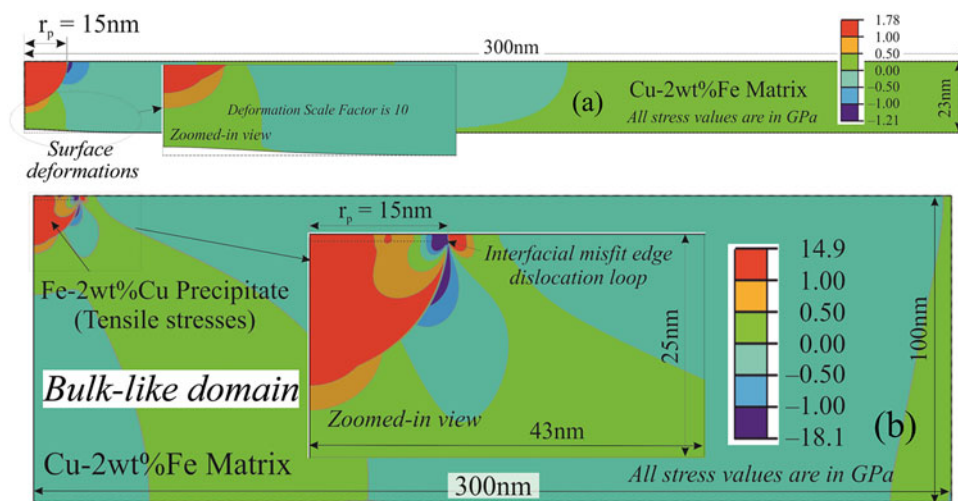 r_p = 15nm
300nm
1.78
1.00
0.50
0.00
–0.50
–1.00
–1.21
23nm
(a)
Cu-2wt%Fe Matrix
All stress values are in GPa
Deformation Scale Factor is 10
Zoomed-in view
Surface
deformations
r_p = 15nm
Interfacial misfit edge
dislocation loop
Fe-2wt%Cu Precipitate
(Tensile stresses)
25nm
14.9
1.00
0.50
0.00
–0.50
–1.00
–18.1
100nm
Bulk-like domain
Zoomed-in view
43nm
(b)
Cu-2wt%Fe Matrix
300nm
All stress values are in GPa